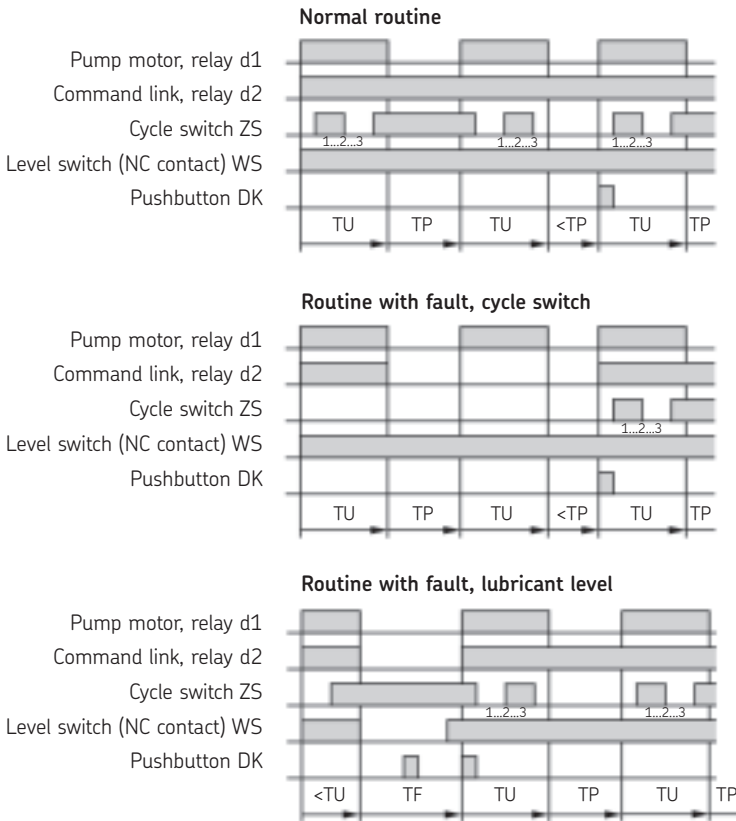 Normal routine
Pump motor, relay d1
Command link, relay d2
Cycle switch ZS
1...2...3 1...2...3 1...2...3
Level switch (NC contact) WS
Pushbutton DK
TU TP TU <TP TU TP
Routine with fault, cycle switch
Pump motor, relay d1
Command link, relay d2
Cycle switch ZS
1...2...3
Level switch (NC contact) WS
Pushbutton DK
TU TP TU <TP TU TP
Routine with fault, lubricant level
Pump motor, relay d1
Command link, relay d2
Cycle switch ZS
1...2...3 1...2...3
Level switch (NC contact) WS
Pushbutton DK
<TU TF TU TP TU TP